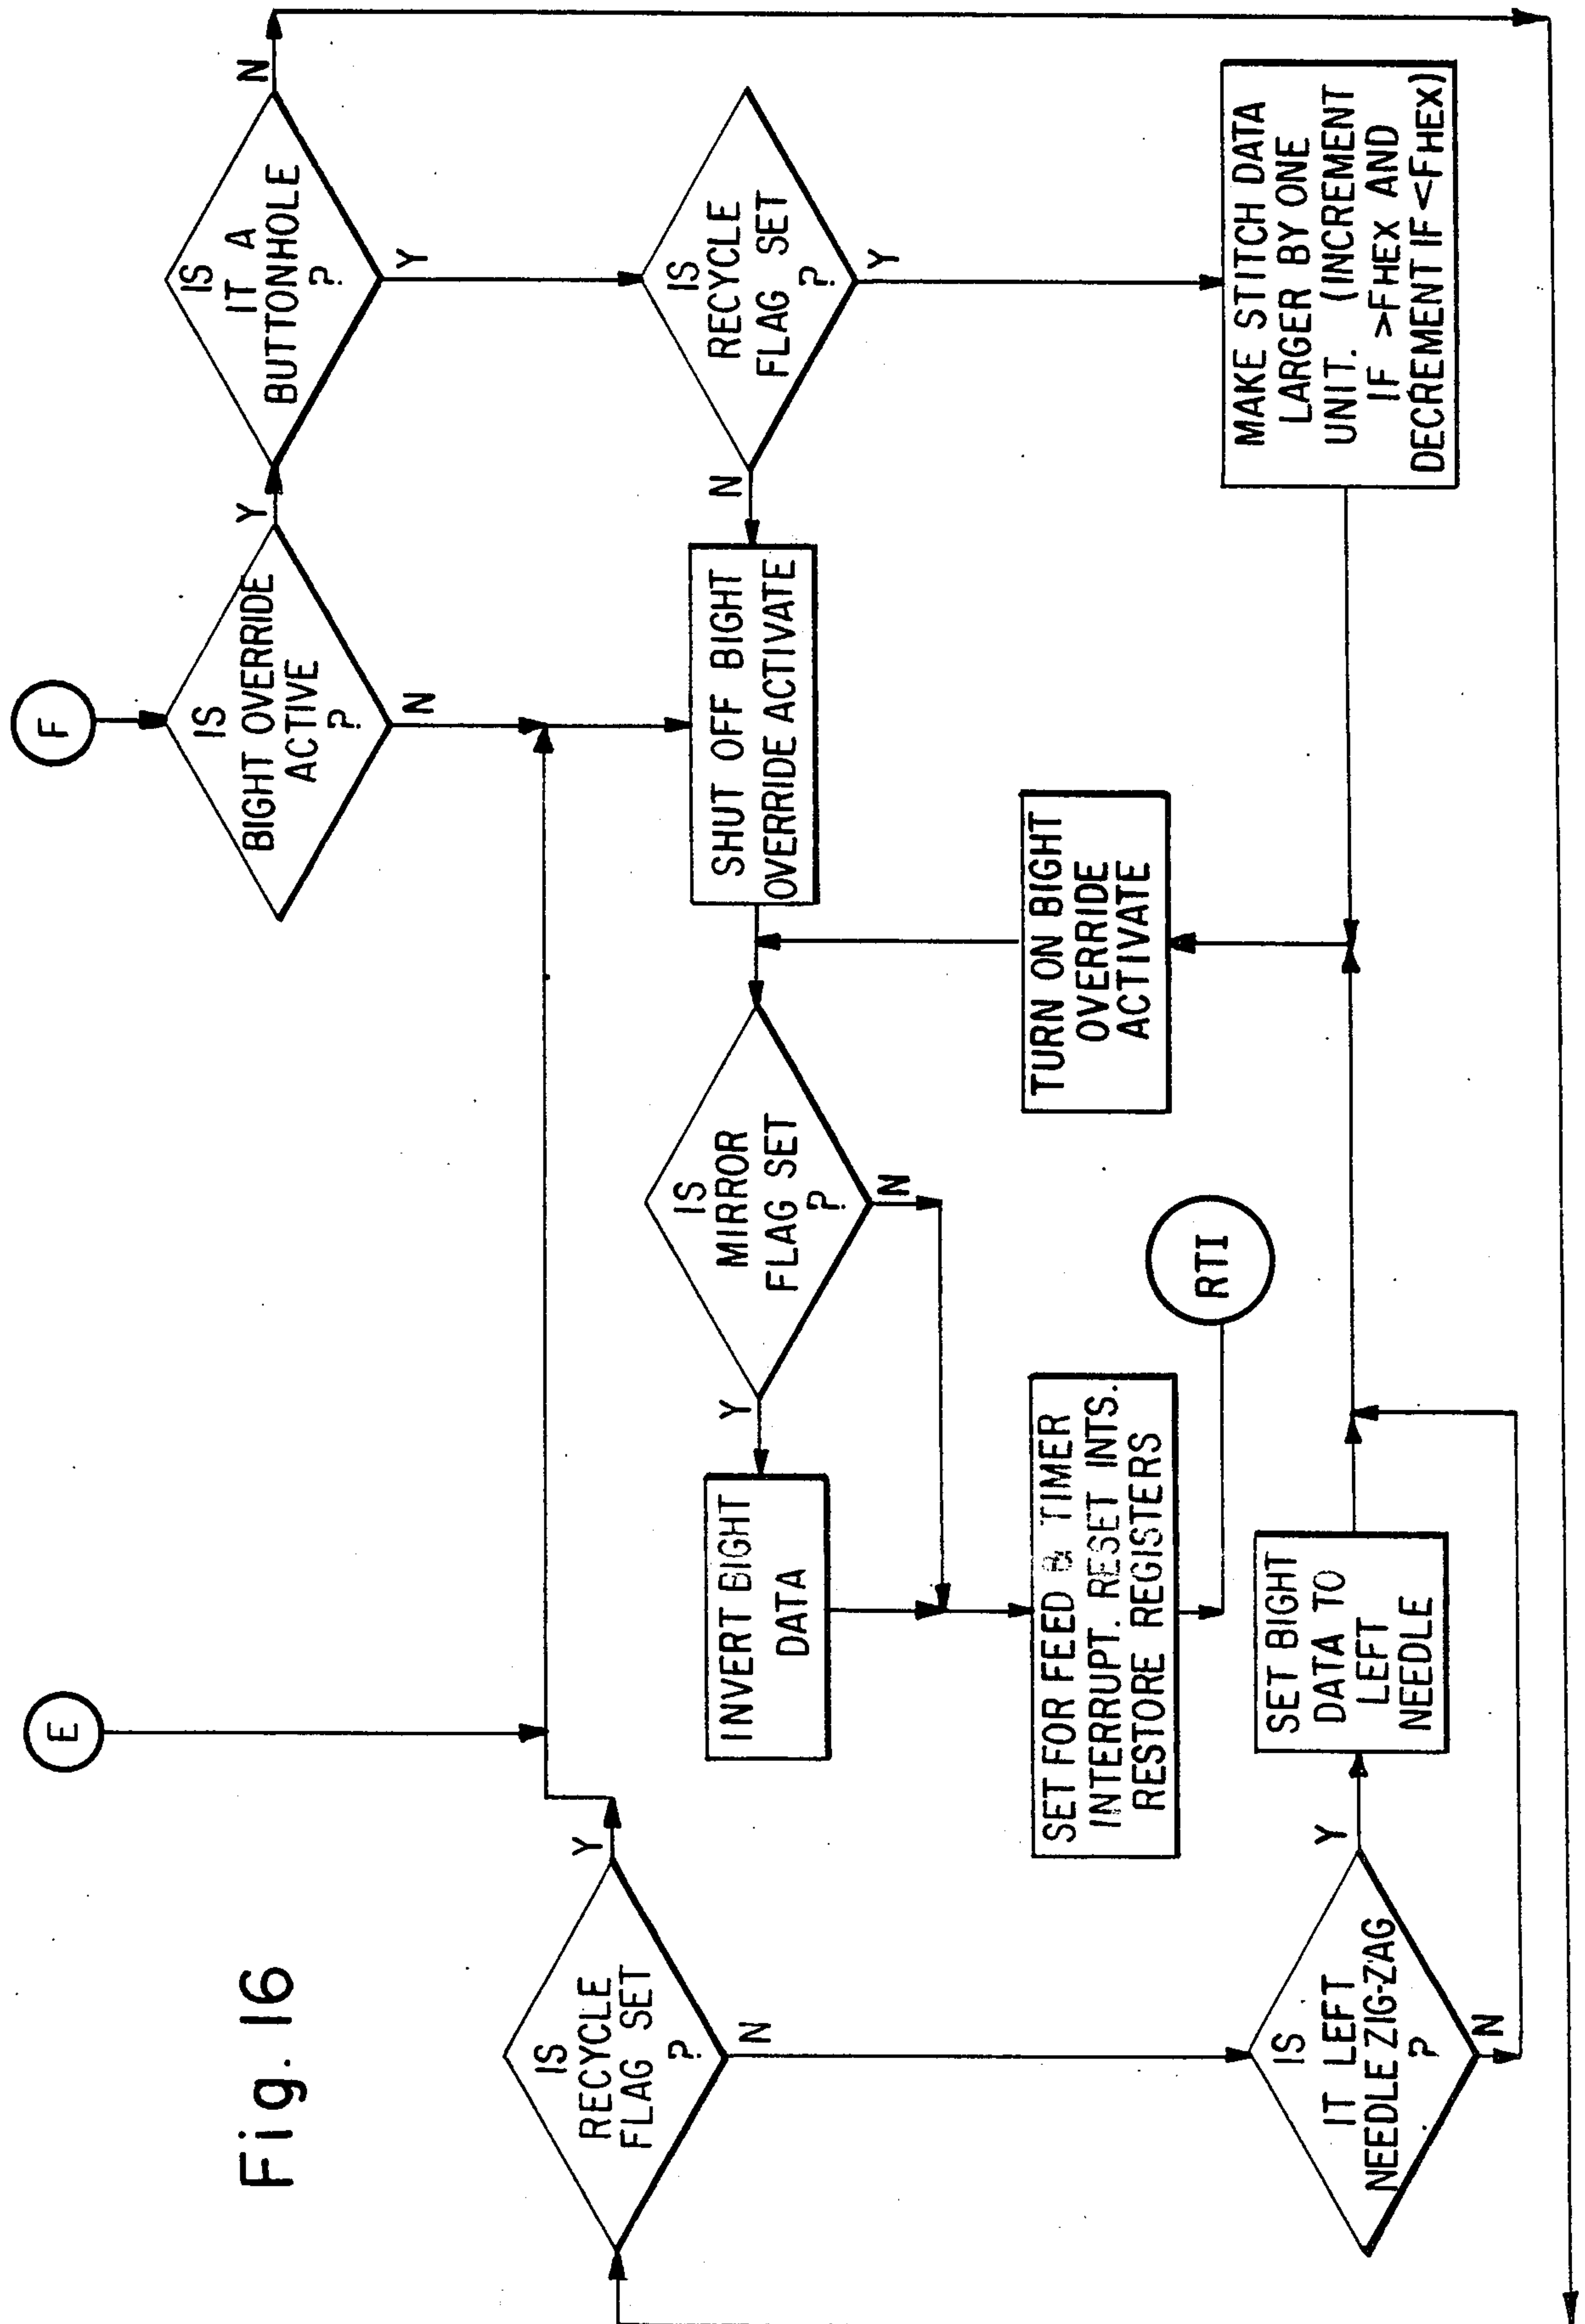 Fig. 16
E
F
IS
BIGHT OVERRIDE
ACTIVE
?
Y
N
IS
IT A
BUTTONHOLE
?
N
Y
IS
RECYCLE
FLAG SET
?
Y
N
SHUT OFF BIGHT
OVERRIDE ACTIVATE
IS
RECYCLE
FLAG SET
?
N
Y
IS
MIRROR
FLAG SET
?
Y
N
INVERT BIGHT
DATA
TURN ON BIGHT
OVERRIDE
ACTIVATE
SET FOR FEED & TIMER
INTERRUPT. RESET INTS.
RESTORE REGISTERS
RTI
MAKE STITCH DATA
LARGER BY ONE
UNIT. (INCREMENT
IF >FHEX AND
DECREMENT IF <FHEX)
IS
IT LEFT
NEEDLE ZIG-ZAG
?
Y
N
SET BIGHT
DATA TO
LEFT
NEEDLE